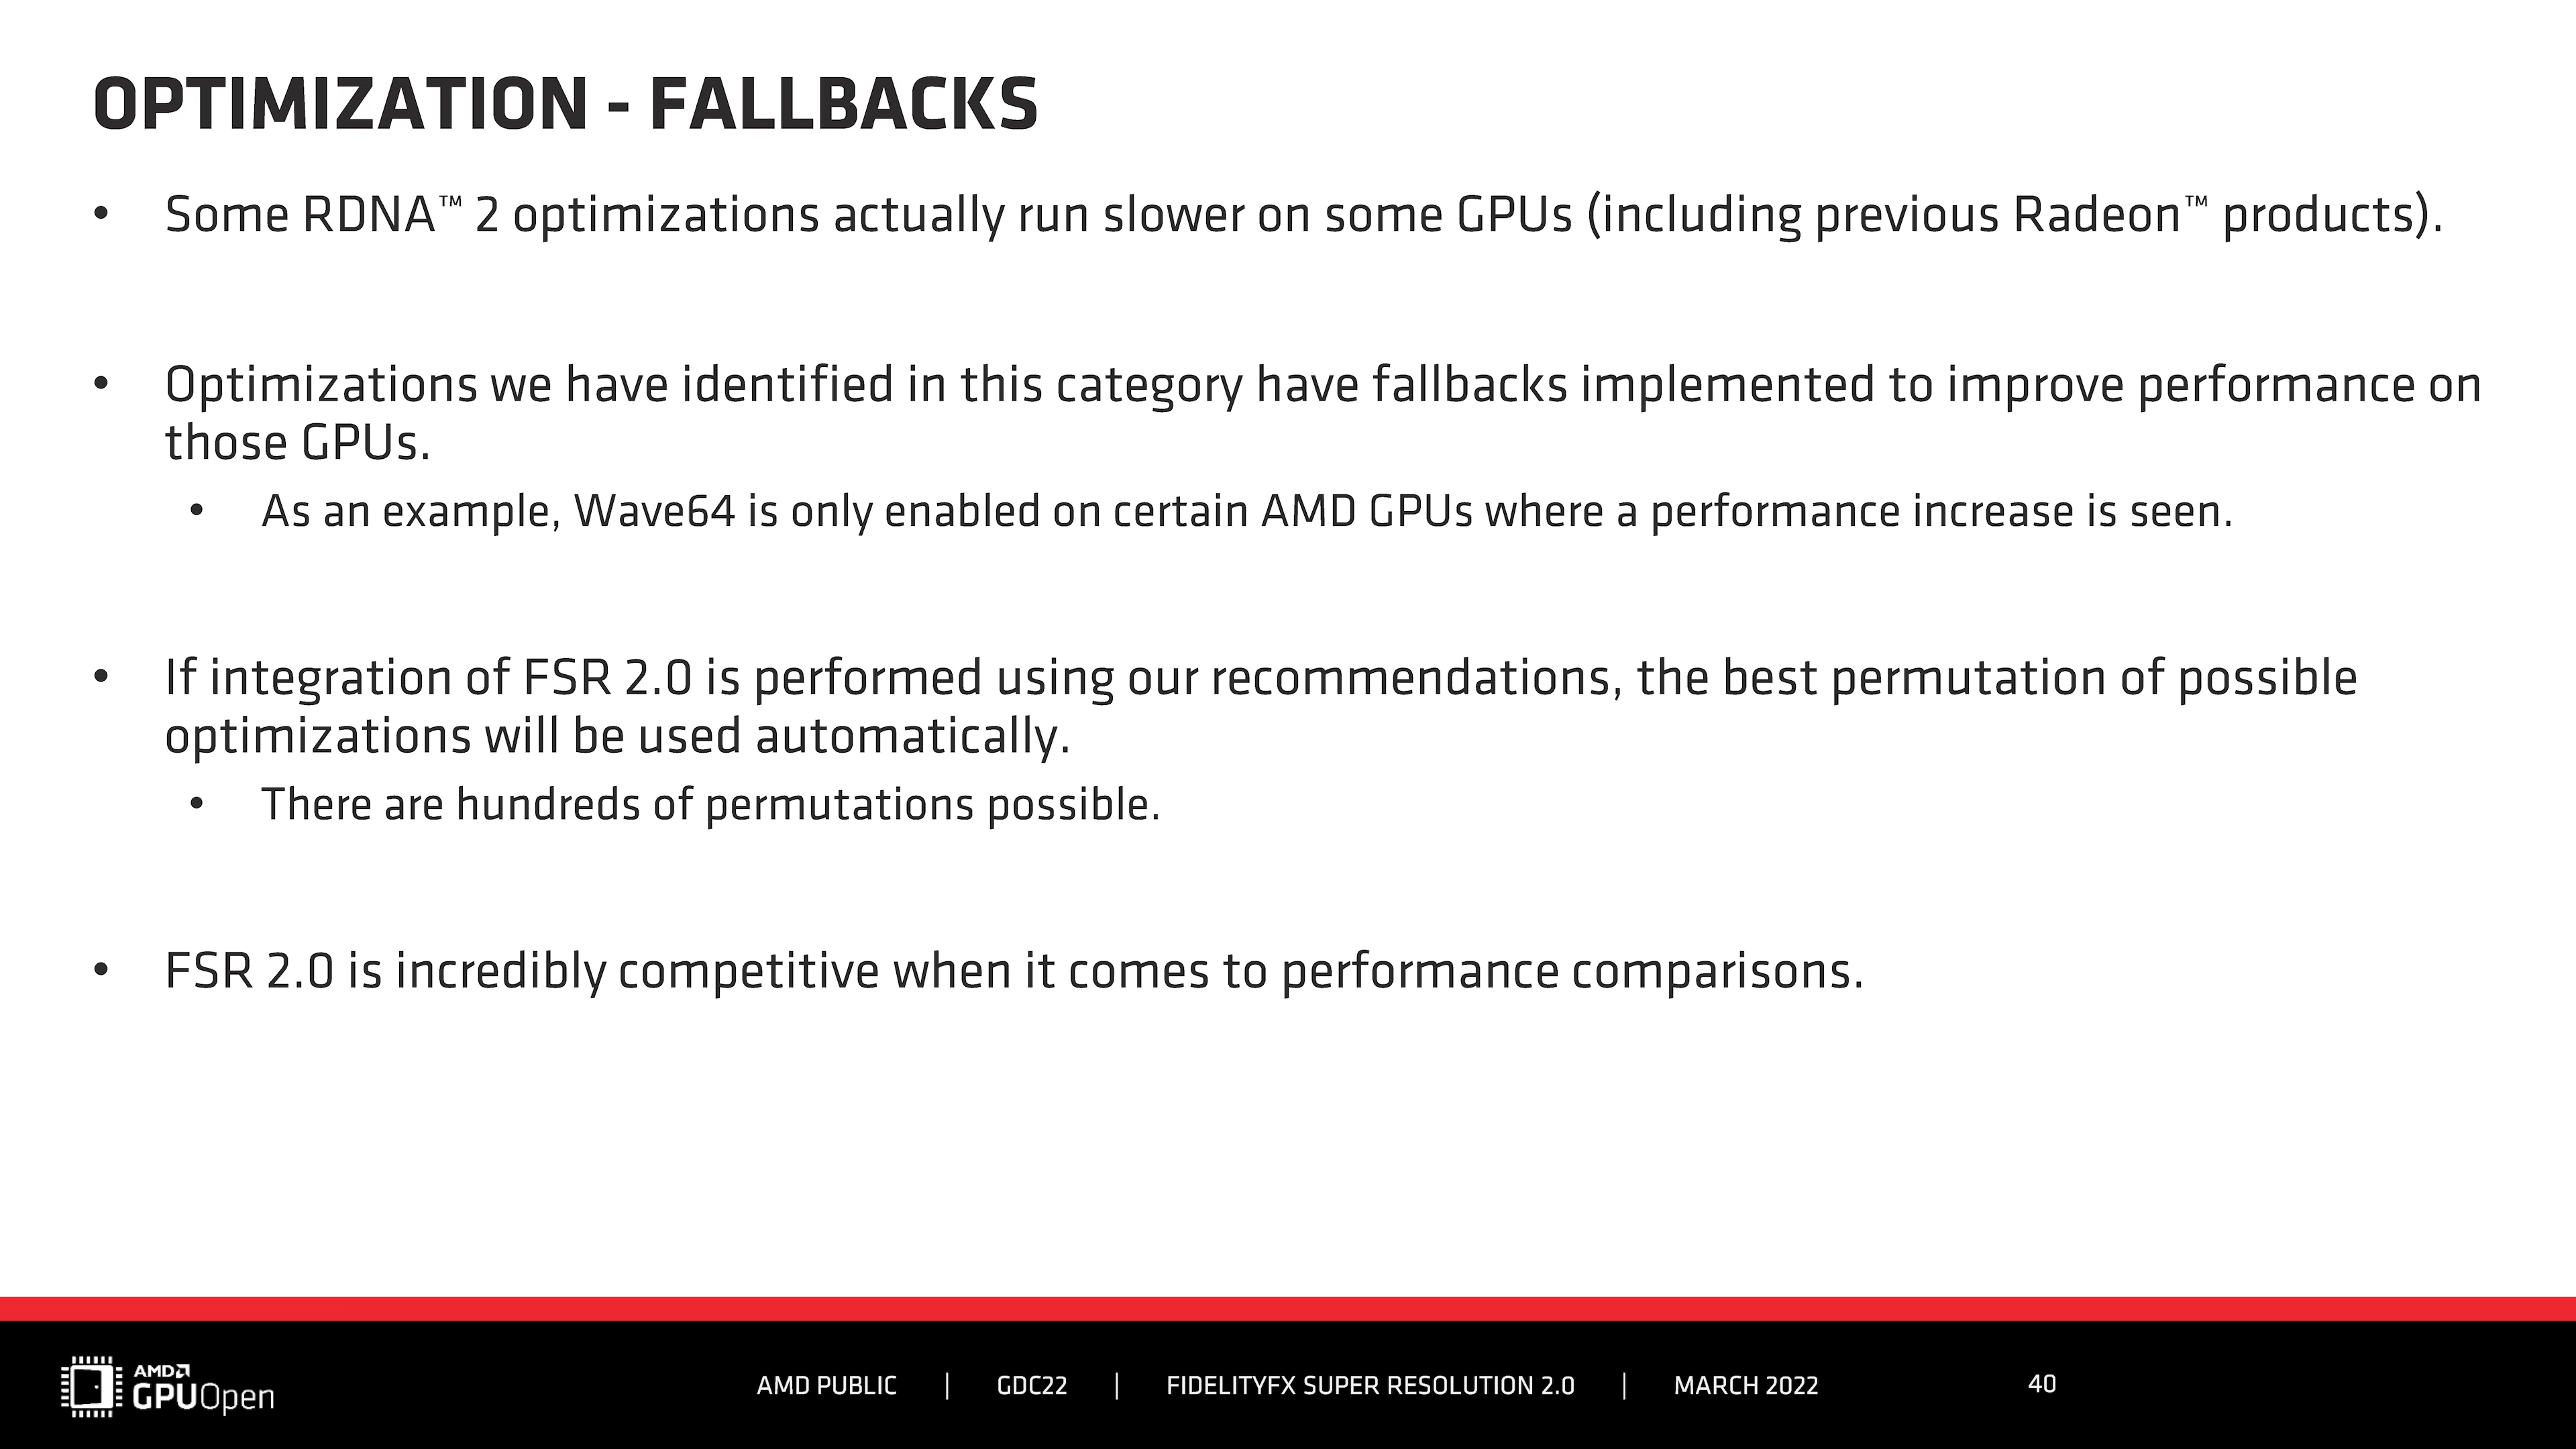 OPTIMIZATION - FALLBACKS
• Some RDNA™ 2 optimizations actually run slower on some GPUs (including previous Radeon™ products).
• Optimizations we have identified in this category have fallbacks implemented to improve performance on
those GPUs.
• As an example, Wave64 is only enabled on certain AMD GPUs where a performance increase is seen.
• If integration of FSR 2.0 is performed using our recommendations, the best permutation of possible
optimizations will be used automatically.
• There are hundreds of permutations possible.
• FSR 2.0 is incredibly competitive when it comes to performance comparisons.
AMD
GPUOpen
AMD PUBLIC | GDC22 | FIDELITYFX SUPER RESOLUTION 2.0 | MARCH 2022 40